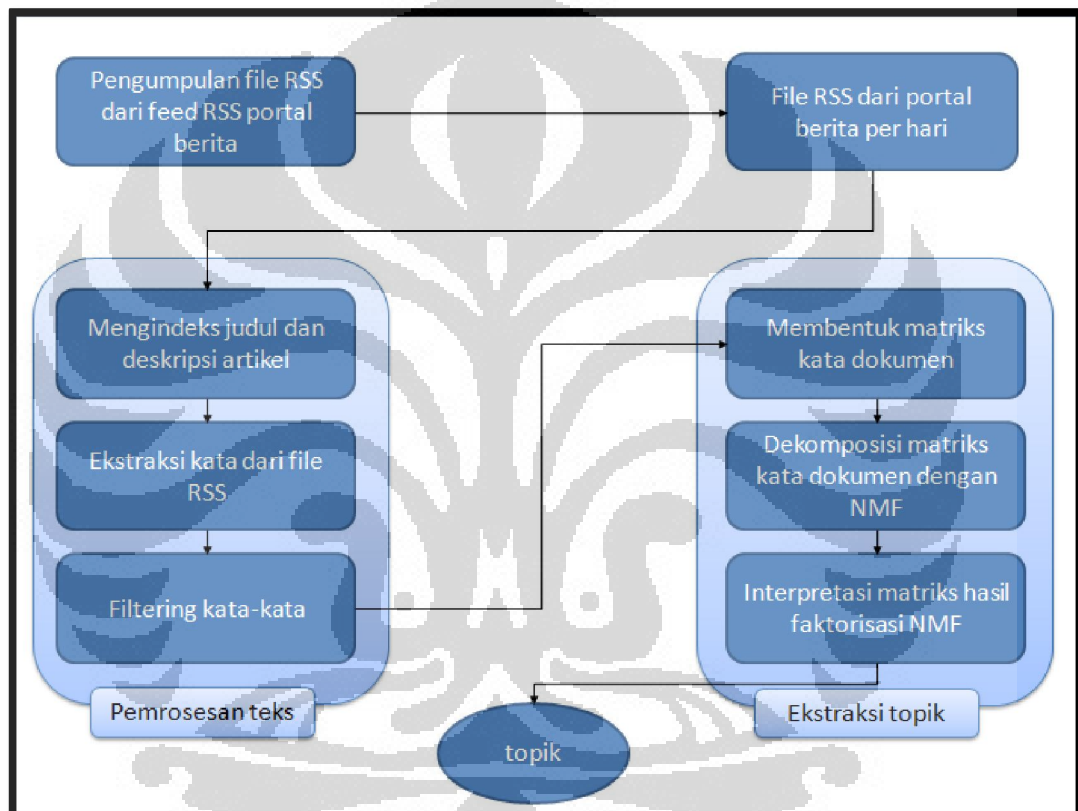 Pengumpulan file RSS
dari feed RSS portal
berita
File RSS dari portal
berita per hari
Mengindeks judul dan
deskripsi artikel
Ekstraksi kata dari file
RSS
Filtering kata-kata
Pemrosesan teks
Membentuk matriks
kata dokumen
Dekomposisi matriks
kata dokumen dengan
NMF
Interpretasi matriks hasil
faktorisasi NMF
Ekstraksi topik
topik